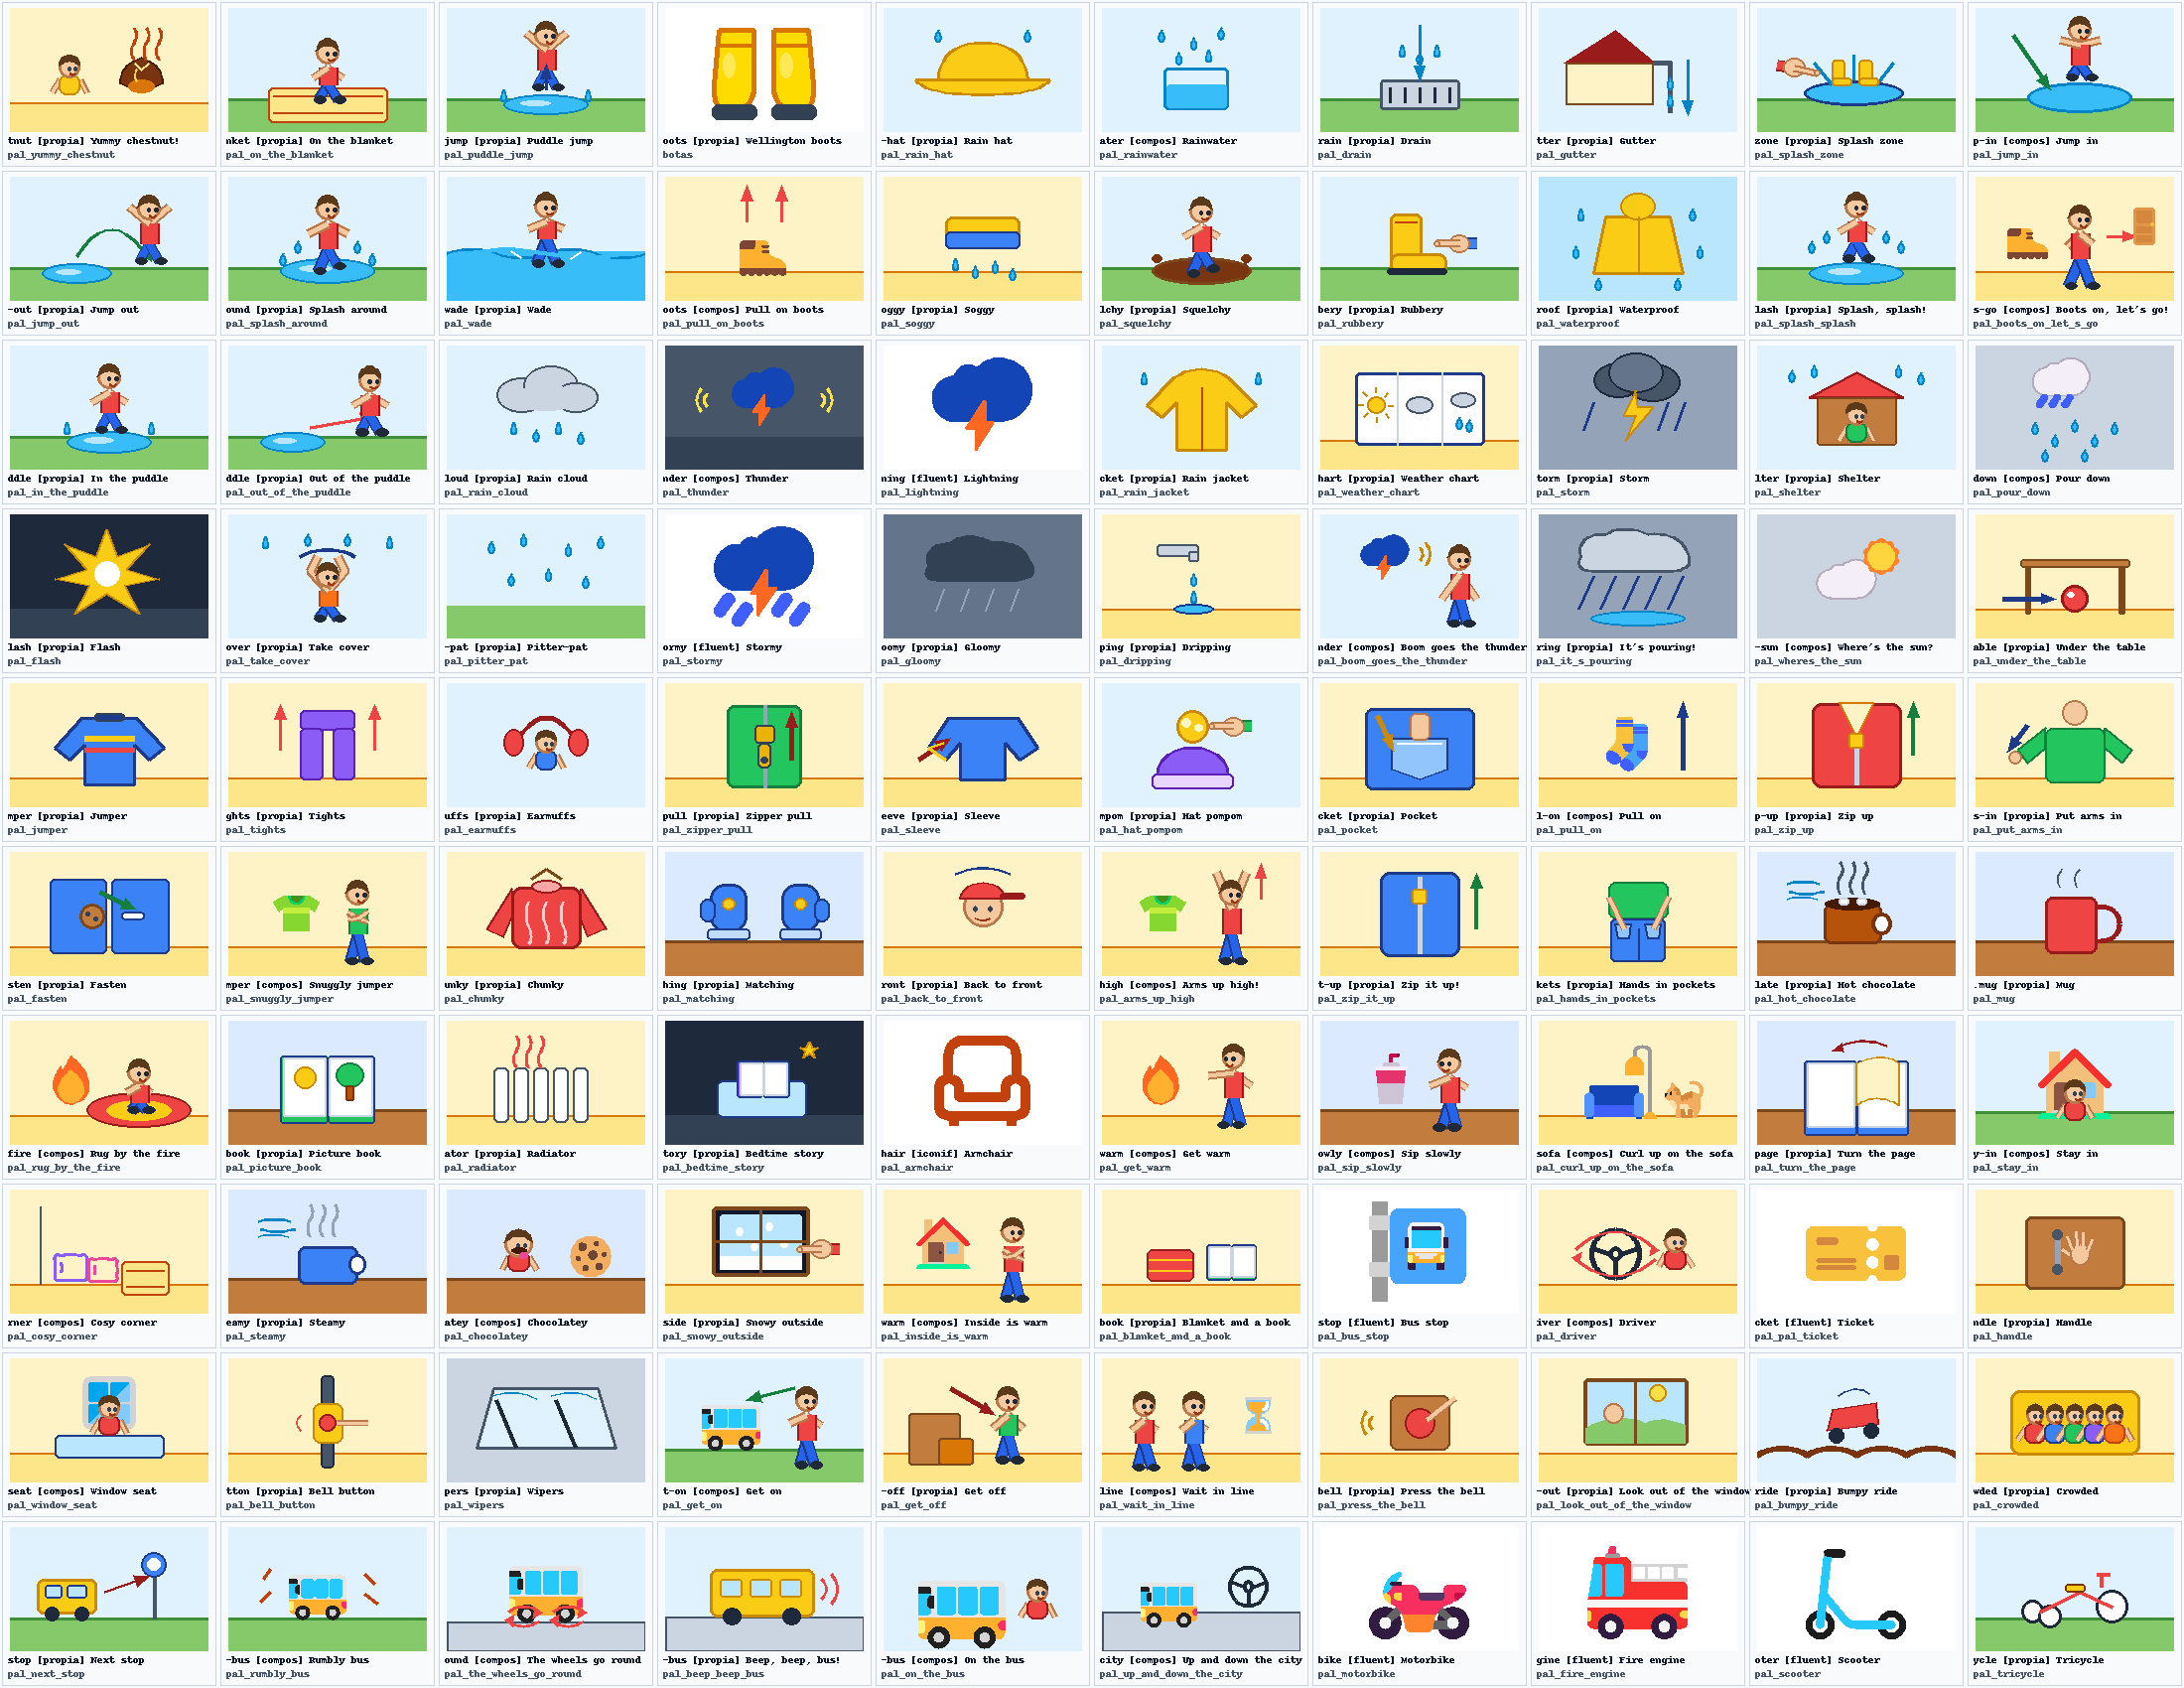 tnut [propia] Yummy chestnut!
pal_yummy_chestnut
nket [propia] On the blanket
pal_on_the_blanket
jump [propia] Puddle jump
pal_puddle_jump
oots [propia] Wellington boots
botas
-hat [propia] Rain hat
pal_rain_hat
ater [compos] Rainwater
pal_rainwater
rain [propia] Drain
pal_drain
tter [propia] Gutter
pal_gutter
zone [propia] Splash zone
pal_splash_zone
p-in [compos] Jump in
pal_jump_in
-out [propia] Jump out
pal_jump_out
ound [propia] Splash around
pal_splash_around
wade [propia] Wade
pal_wade
oots [compos] Pull on boots
pal_pull_on_boots
oggy [propia] Soggy
pal_soggy
lchy [propia] Squelchy
pal_squelchy
bery [propia] Rubbery
pal_rubbery
roof [propia] Waterproof
pal_waterproof
lash [propia] Splash, splash!
pal_splash_splash
s-go [compos] Boots on, let's go!
pal_boots_on_let_s_go
ddle [propia] In the puddle
pal_in_the_puddle
ddle [propia] Out of the puddle
pal_out_of_the_puddle
loud [propia] Rain cloud
pal_rain_cloud
nder [compos] Thunder
pal_thunder
ning [fluent] Lightning
pal_lightning
cket [propia] Rain jacket
pal_rain_jacket
hart [propia] Weather chart
pal_weather_chart
torm [propia] Storm
pal_storm
lter [propia] Shelter
pal_shelter
down [compos] Pour down
pal_pour_down
lash [propia] Flash
pal_flash
over [propia] Take cover
pal_take_cover
-pat [propia] Pitter-pat
pal_pitter_pat
ormy [fluent] Stormy
pal_stormy
oomy [propia] Gloomy
pal_gloomy
ping [propia] Dripping
pal_dripping
nder [compos] Boom goes the thunder
pal_boom_goes_the_thunder
ring [propia] It's pouring!
pal_it_s_pouring
-sun [compos] Where's the sun?
pal_wheres_the_sun
able [propia] Under the table
pal_under_the_table
mper [propia] Jumper
pal_jumper
ghts [propia] Tights
pal_tights
uffs [propia] Earmuffs
pal_earmuffs
pull [propia] Zipper pull
pal_zipper_pull
eeve [propia] Sleeve
pal_sleeve
mpom [propia] Hat pompom
pal_hat_pompom
cket [propia] Pocket
pal_pocket
l-on [compos] Pull on
pal_pull_on
p-up [propia] Zip up
pal_zip_up
s-in [propia] Put arms in
pal_put_arms_in
sten [propia] Fasten
pal_fasten
mper [compos] Snuggly jumper
pal_snuggly_jumper
unky [propia] Chunky
pal_chunky
hing [propia] Matching
pal_matching
ront [propia] Back to front
pal_back_to_front
high [compos] Arms up high!
pal_arms_up_high
t-up [propia] Zip it up!
pal_zip_it_up
kets [propia] Hands in pockets
pal_hands_in_pockets
late [propia] Hot chocolate
pal_hot_chocolate
.mug [propia] Mug
pal_mug
fire [compos] Rug by the fire
pal_rug_by_the_fire
book [propia] Picture book
pal_picture_book
ator [propia] Radiator
pal_radiator
tory [propia] Bedtime story
pal_bedtime_story
hair [iconif] Armchair
pal_armchair
warm [compos] Get warm
pal_get_warm
owly [compos] Sip slowly
pal_sip_slowly
sofa [compos] Curl up on the sofa
pal_curl_up_on_the_sofa
page [propia] Turn the page
pal_turn_the_page
y-in [compos] Stay in
pal_stay_in
rner [compos] Cosy corner
pal_cosy_corner
eamy [propia] Steamy
pal_steamy
atey [compos] Chocolatey
pal_chocolatey
side [propia] Snowy outside
pal_snowy_outside
warm [compos] Inside is warm
pal_inside_is_warm
book [propia] Blanket and a book
pal_blanket_and_a_book
stop [fluent] Bus stop
pal_bus_stop
iver [compos] Driver
pal_driver
cket [fluent] Ticket
pal_pal_ticket
ndle [propia] Handle
pal_handle
seat [compos] Window seat
pal_window_seat
tton [propia] Bell button
pal_bell_button
pers [propia] Wipers
pal_wipers
t-on [compos] Get on
pal_get_on
-off [propia] Get off
pal_get_off
line [compos] Wait in line
pal_wait_in_line
bell [propia] Press the bell
pal_press_the_bell
-out [propia] Look out of the window
pal_look_out_of_the_window
ride [propia] Bumpy ride
pal_bumpy_ride
wded [propia] Crowded
pal_crowded
stop [propia] Next stop
pal_next_stop
-bus [compos] Rumbly bus
pal_rumbly_bus
ound [compos] The wheels go round
pal_the_wheels_go_round
-bus [propia] Beep, beep, bus!
pal_beep_beep_bus
-bus [compos] On the bus
pal_on_the_bus
city [compos] Up and down the city
pal_up_and_down_the_city
bike [fluent] Motorbike
pal_motorbike
gine [fluent] Fire engine
pal_fire_engine
oter [fluent] Scooter
pal_scooter
ycle [propia] Tricycle
pal_tricycle